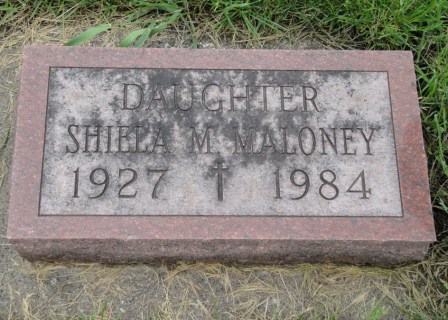 DAUGHTER
SHIELA M. MALONEY
1927 † 1984